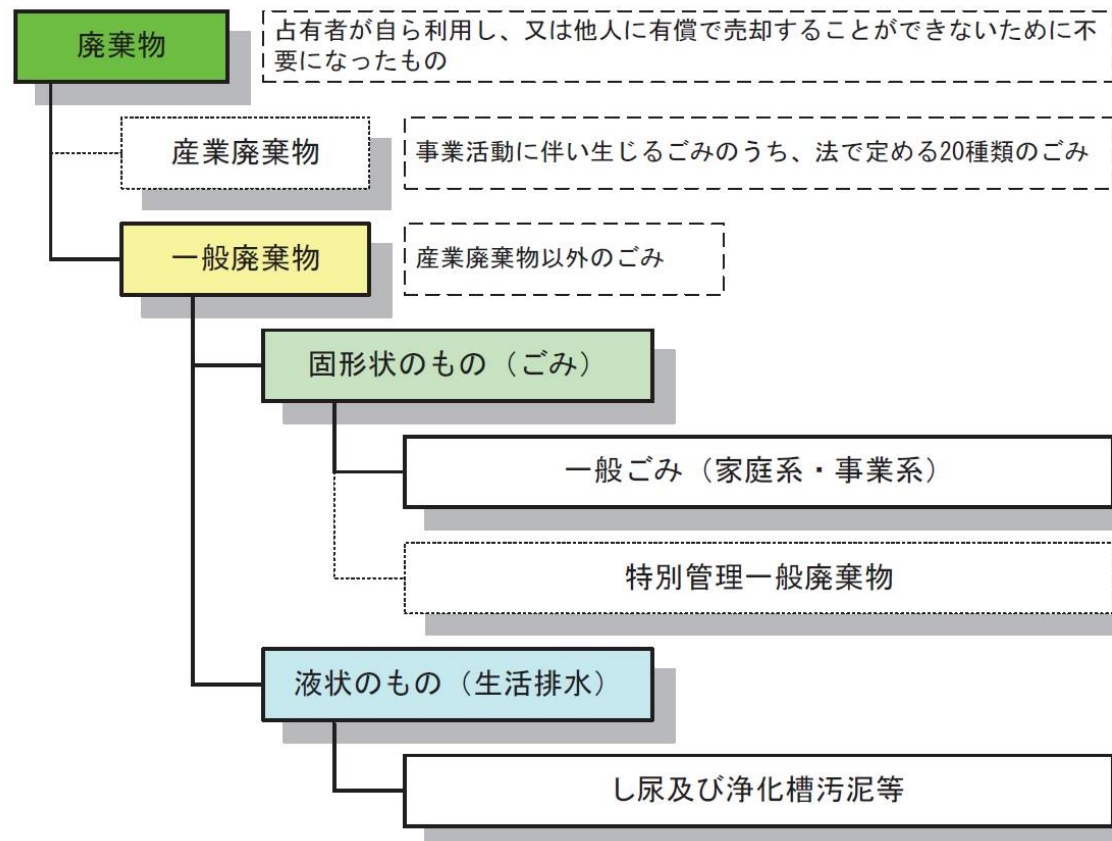 廃棄物
占有者が自ら利用し、又は他人に有償で売却することができないために不
要になったもの
産業廃棄物
事業活動に伴い生じるごみのうち、法で定める20種類のごみ
一般廃棄物
産業廃棄物以外のごみ
固形状のもの（ごみ）
一般ごみ（家庭系・事業系）
特別管理一般廃棄物
液状のもの（生活排水）
し尿及び浄化槽汚泥等